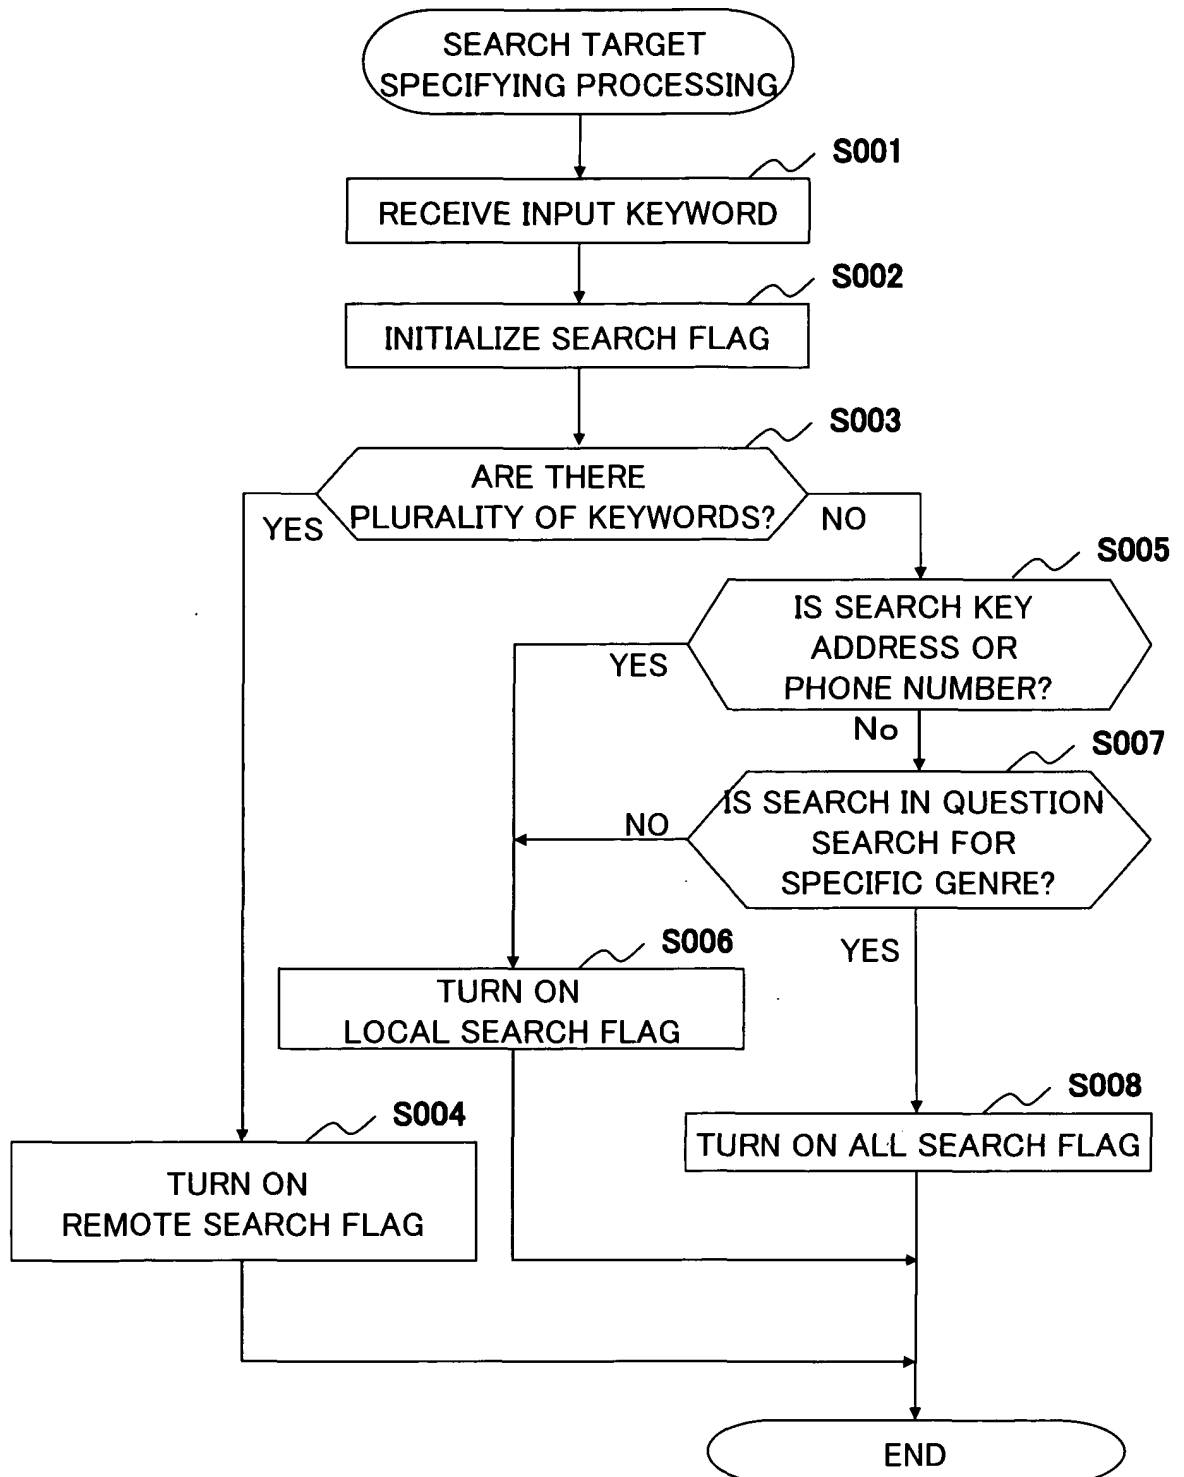 SEARCH TARGET
SPECIFYING PROCESSING
S001
RECEIVE INPUT KEYWORD
S002
INITIALIZE SEARCH FLAG
S003
ARE THERE
PLURALITY OF KEYWORDS?
YES
NO
S005
IS SEARCH KEY
ADDRESS OR
PHONE NUMBER?
YES
No
S007
IS SEARCH IN QUESTION
SEARCH FOR
SPECIFIC GENRE?
NO
YES
S006
TURN ON
LOCAL SEARCH FLAG
S008
TURN ON ALL SEARCH FLAG
S004
TURN ON
REMOTE SEARCH FLAG
END